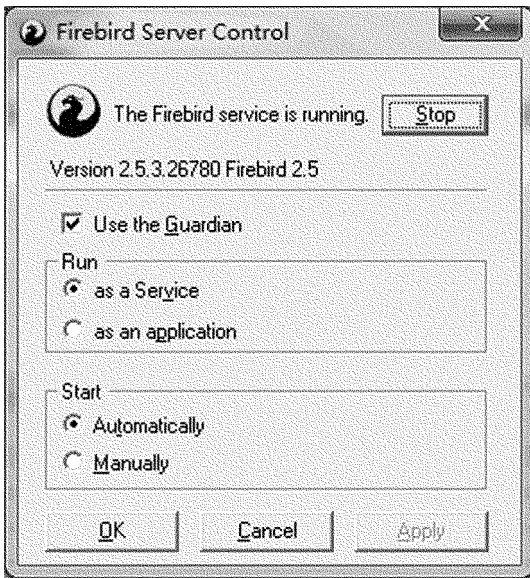 Firebird Server Control
The Firebird service is running. Stop
Version 2.5.3.26780 Firebird 2.5
Use the Guardian
Run
as a Service
as an application
Start
Automatically
Manually
OK Cancel Apply